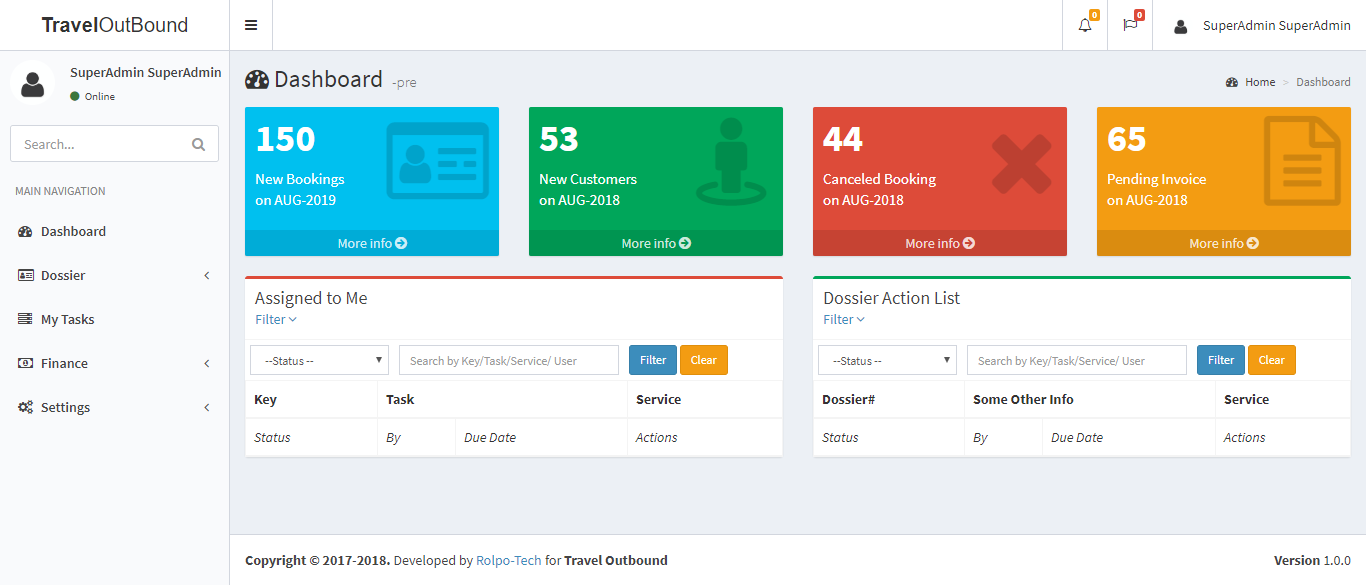 TravelOutBound
0
0
SuperAdmin SuperAdmin
SuperAdmin SuperAdmin
Online
Search...
MAIN NAVIGATION
Dashboard
Dossier
My Tasks
Finance
Settings
Dashboard -pre
Home > Dashboard
150
New Bookings
on AUG-2019
More info
53
New Customers
on AUG-2018
More info
44
Canceled Booking
on AUG-2018
More info
65
Pending Invoice
on AUG-2018
More info
Assigned to Me
Filter
--Status -- Search by Key/Task/Service/ User Filter Clear
Key Task Service
Status By Due Date Actions
Dossier Action List
Filter
--Status -- Search by Key/Task/Service/ User Filter Clear
Dossier# Some Other Info Service
Status By Due Date Actions
Copyright © 2017-2018. Developed by Rolpo-Tech for Travel Outbound
Version 1.0.0